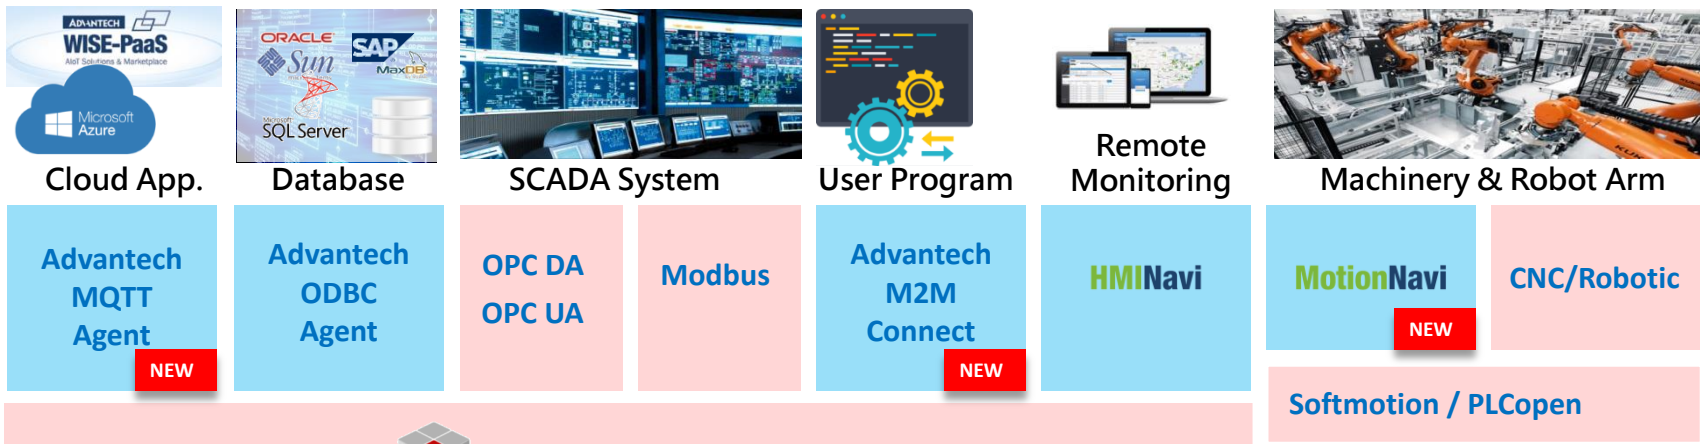 ADVANTECH
WISE-PaaS
AIoT Solutions & Marketplace
Microsoft
Azure
Cloud App.
ORACLE
SAP
Sun
MaxDB
Microsoft
SQL Server
Database
SCADA System
User Program
Remote
Monitoring
KUKA
Machinery & Robot Arm
Advantech
MQTT
Agent
NEW
Advantech
ODBC
Agent
OPC DA
OPC UA
Modbus
Advantech
M2M
Connect
NEW
HMINavi
MotionNavi
NEW
CNC/Robotic
Softmotion / PLCopen